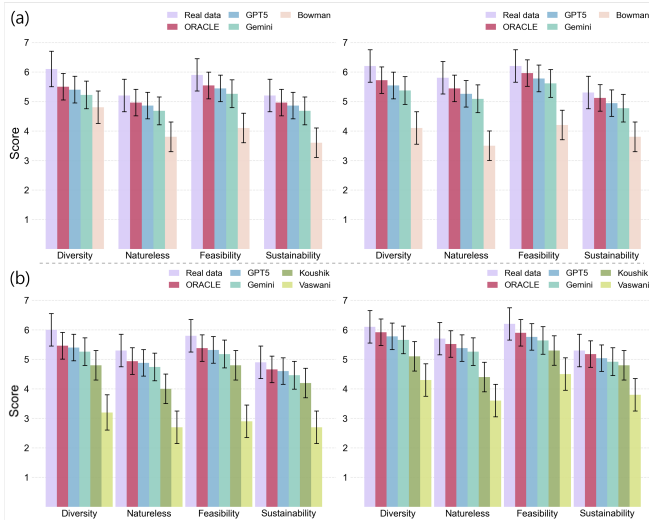 (a)
Real data GPT5 Bowman
ORACLE Gemini
Real data GPT5 Bowman
ORACLE Gemini
7
6
5
4
3
2
1
Score
Diversity Natureless Feasibility Sustainability
7
6
5
4
3
2
1
Diversity Natureless Feasibility Sustainability
(b)
Real data GPT5 Koushik
ORACLE Gemini Vaswani
Real data GPT5 Koushik
ORACLE Gemini Vaswani
7
6
5
4
3
2
1
Score
Diversity Natureless Feasibility Sustainability
7
6
5
4
3
2
1
Diversity Natureless Feasibility Sustainability